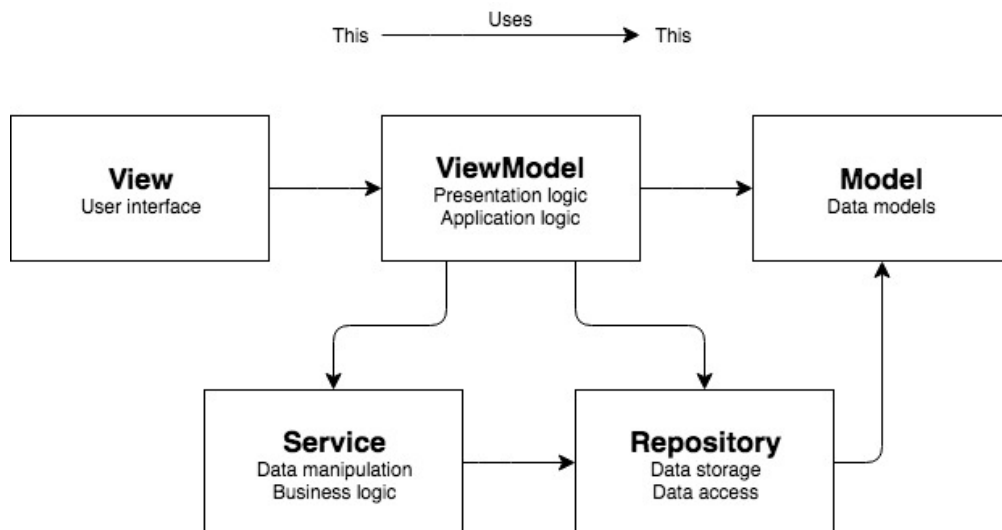 Uses
This This
View
User interface
ViewModel
Presentation logic
Application logic
Model
Data models
Service
Data manipulation
Business logic
Repository
Data storage
Data access